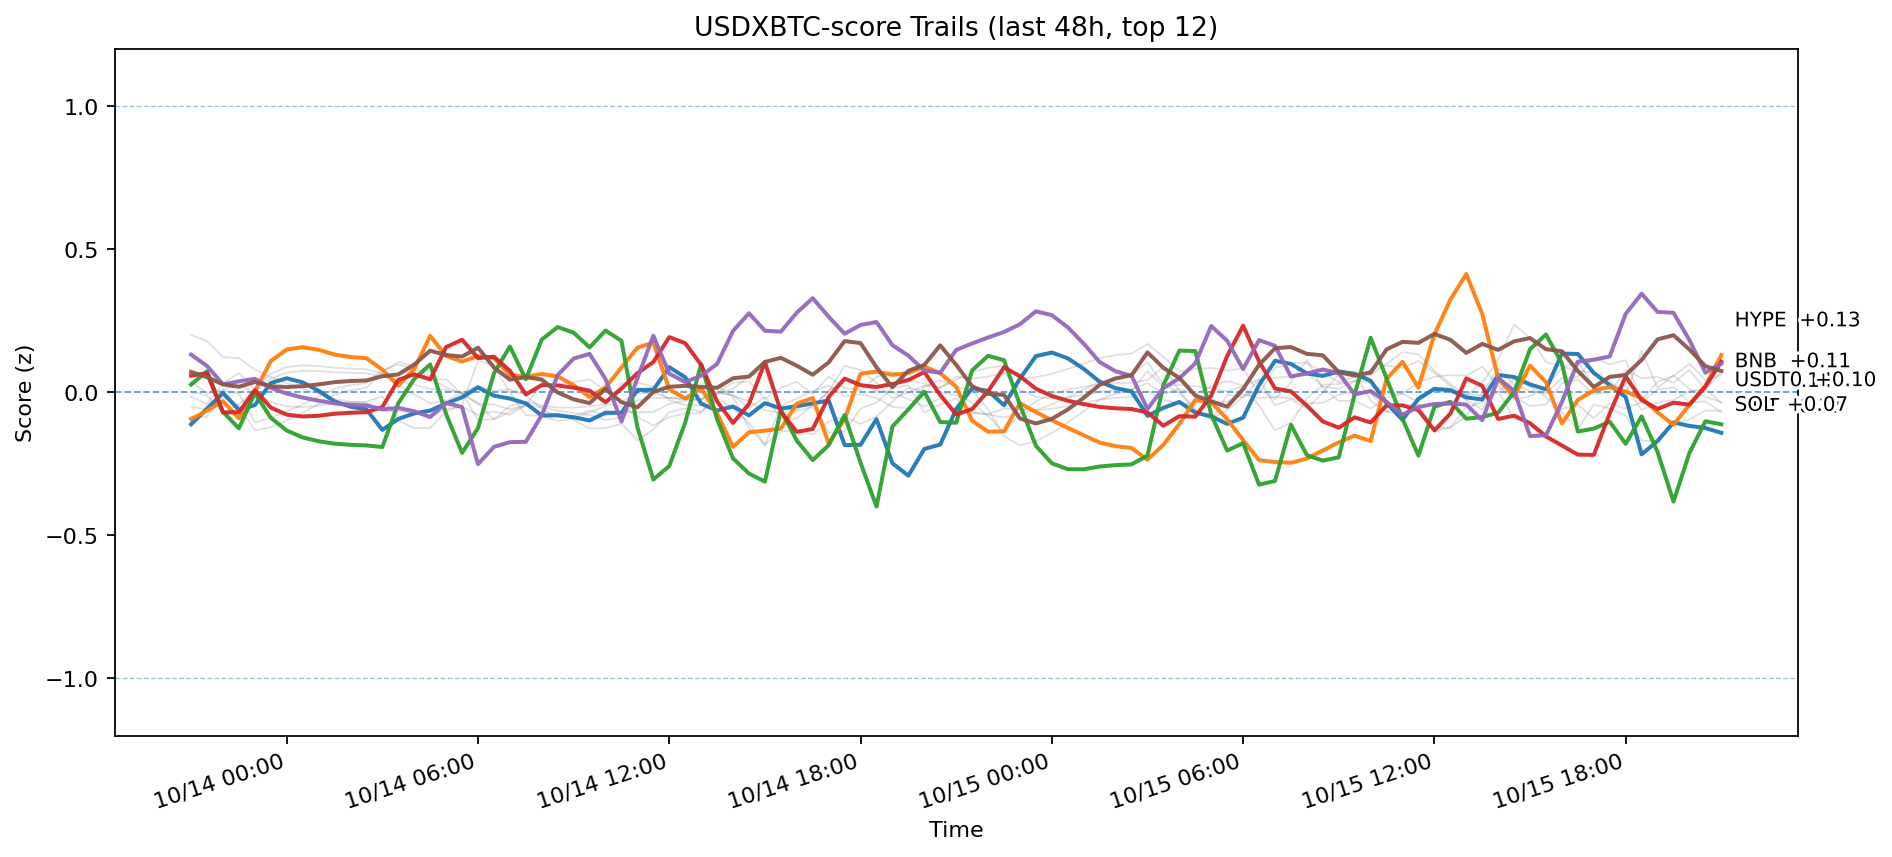 USDXBTC-score Trails (last 48h, top 12)
Score (z)
1.0
0.5
0.0
−0.5
−1.0
HYPE +0.13
BNB +0.11
+0.10
SOL +0.07
10/14 00:00
10/14 06:00
10/14 12:00
10/14 18:00
10/15 00:00
10/15 06:00
10/15 12:00
10/15 18:00
Time